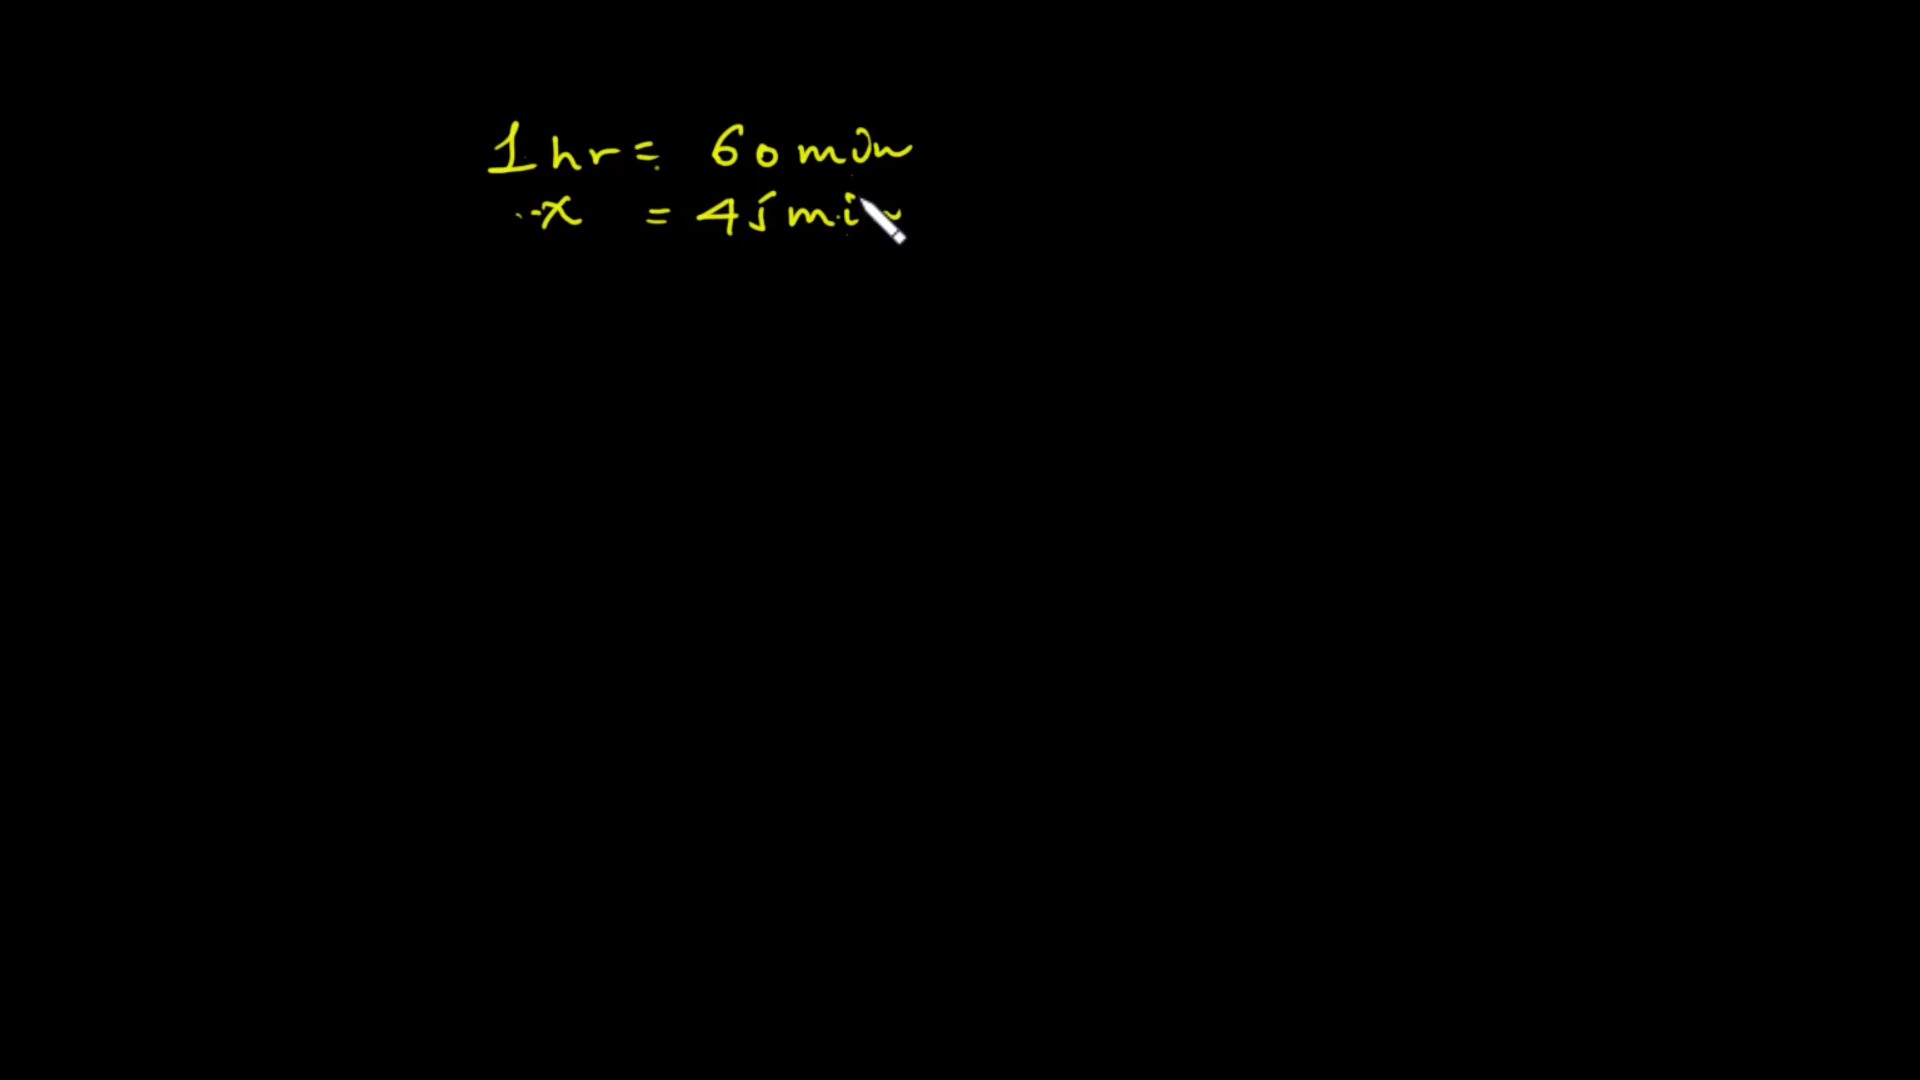 1 hr = 60 min
x = 45 min